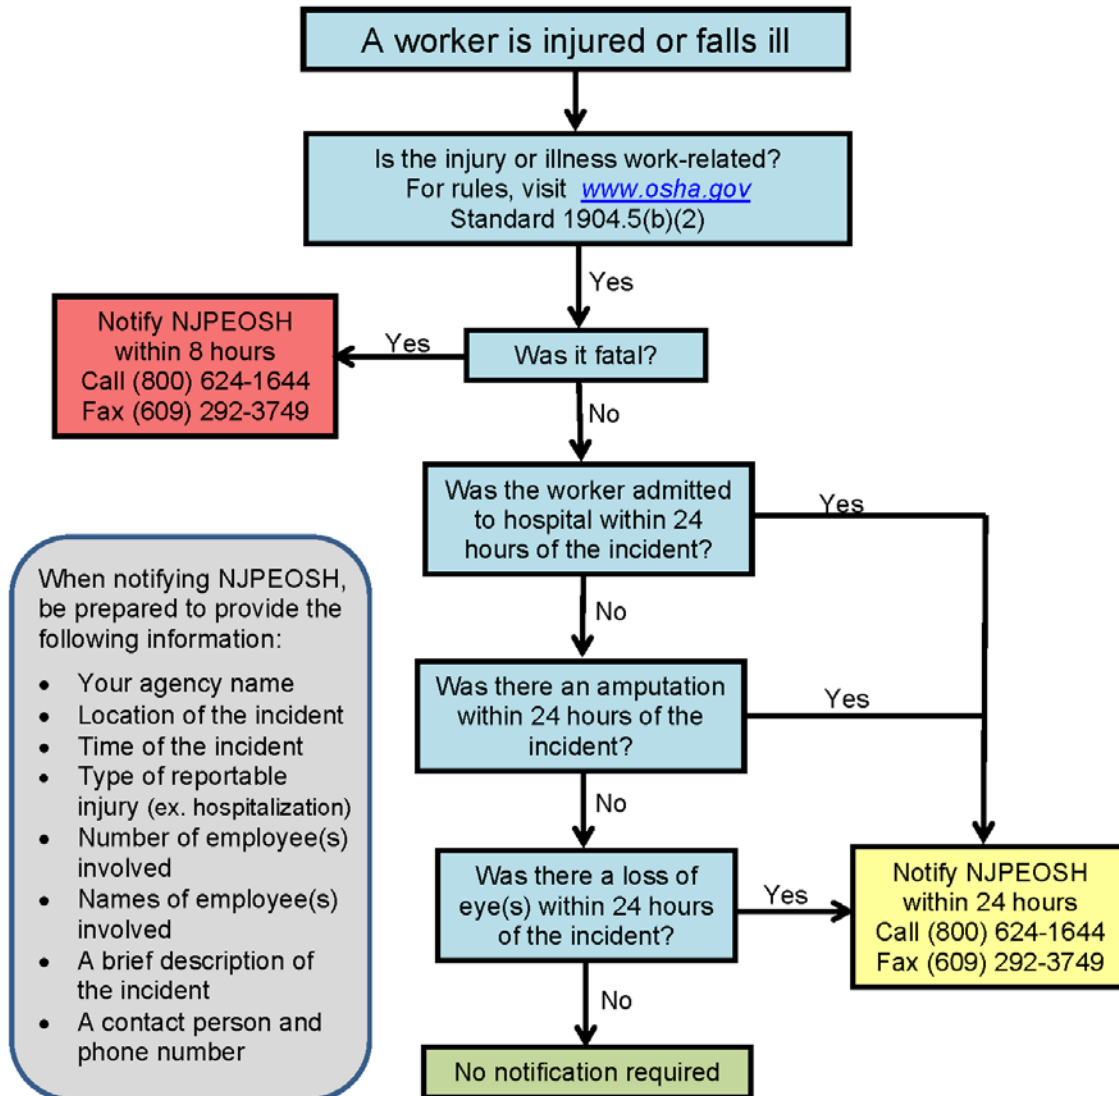 A worker is injured or falls ill
Is the injury or illness work-related?
For rules, visit www.osha.gov
Standard 1904.5(b)(2)
Yes
Notify NJPEOSH
within 8 hours
Call (800) 624-1644
Fax (609) 292-3749
Yes
Was it fatal?
No
Was the worker admitted
to hospital within 24
hours of the incident?
Yes
No
Was there an amputation
within 24 hours of the
incident?
Yes
No
Was there a loss of
eye(s) within 24 hours
of the incident?
Yes
Notify NJPEOSH
within 24 hours
Call (800) 624-1644
Fax (609) 292-3749
No
No notification required
When notifying NJPEOSH,
be prepared to provide the
following information:
• Your agency name
• Location of the incident
• Time of the incident
• Type of reportable
injury (ex. hospitalization)
• Number of employee(s)
involved
• Names of employee(s)
involved
• A brief description of
the incident
• A contact person and
phone number